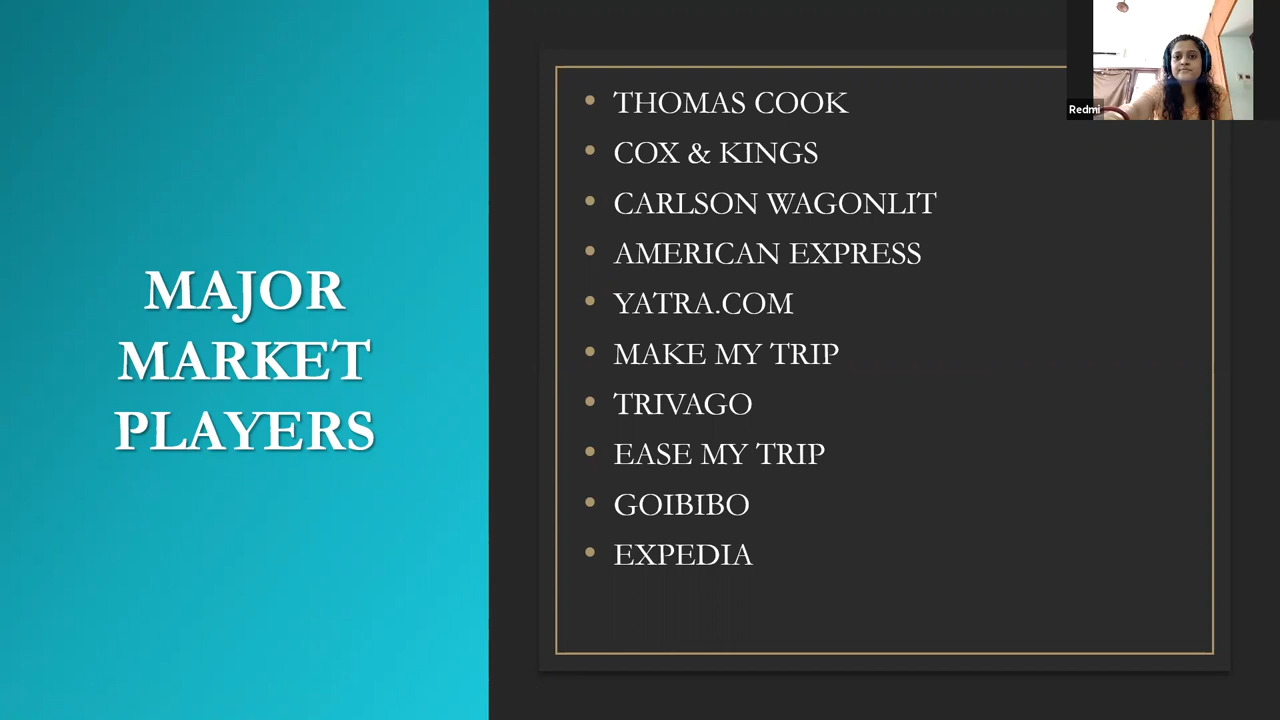 MAJOR
MARKET
PLAYERS
• THOMAS COOK
• COX & KINGS
• CARLSON WAGONLIT
• AMERICAN EXPRESS
• YATRA.COM
• MAKE MY TRIP
• TRIVAGO
• EASE MY TRIP
• GOIBIBO
• EXPEDIA
Redmi